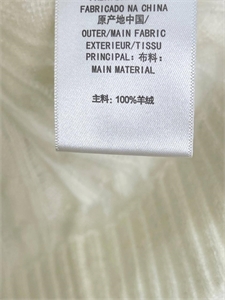 FABRICADO NA CHINA
原产地中国/
OUTER/MAIN FABRIC
EXTERIEUR/TISSU
PRINCIPAL: 布料:
MAIN MATERIAL
主料: 100%羊绒